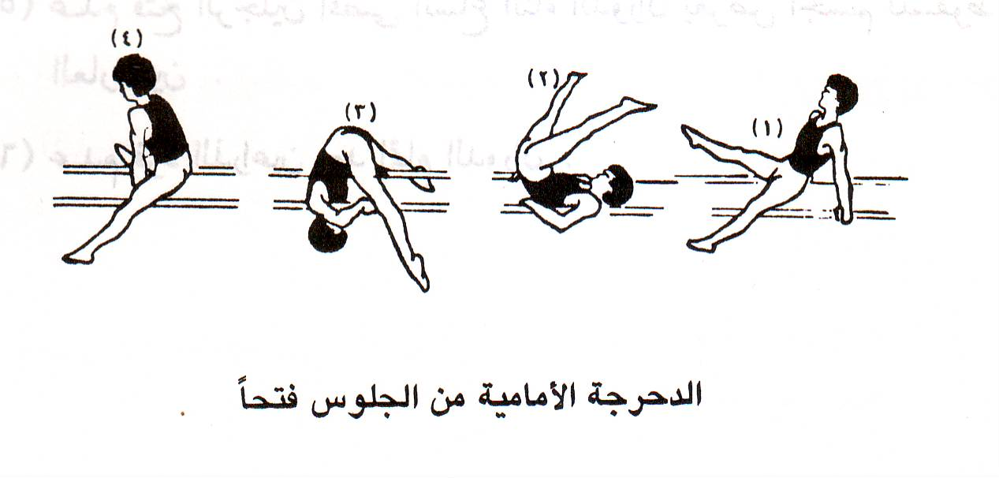 (١)
(٢)
(٣)
(٤)
الدحرجة الأمامية من الجلوس فتحاً